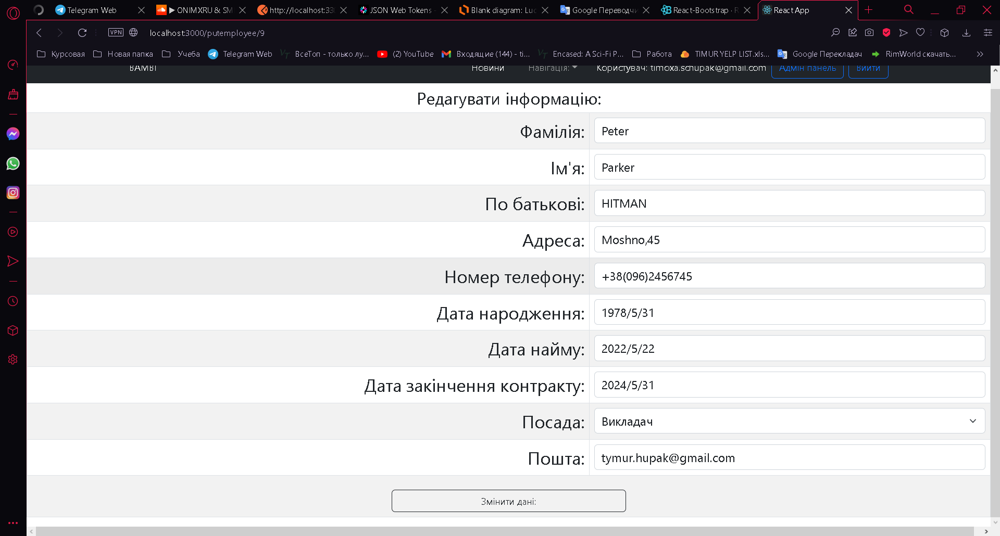 Telegram Web
ONIMXRU & SM
http://localhost:33
JSON Web Tokens
Blank diagram: Luc
Google Переводчи
React-Bootstrap · R
React App
VPN
localhost:3000/putemployee/9
Курсовая
Новая папка
Учеба
Telegram Web
ВсеТоп - только лу...
(2) YouTube
Входящие (144) - ti...
Encased: A Sci-Fi P...
Работа
TIMUR YELP LIST.xls...
Google Перекладач
RimWorld скачать...
BAMBI
Новини
Навігація:
Користувач: timoxa.schupak@gmail.com
Адмін панель
Вийти
Редагувати інформацію:
Фамілія: Peter
Ім'я: Parker
По батькові: HITMAN
Адреса: Moshno,45
Номер телефону: +38(096)2456745
Дата народження: 1978/5/31
Дата найму: 2022/5/22
Дата закінчення контракту: 2024/5/31
Посада: Викладач
Пошта: tymur.hupak@gmail.com
Змінити дані: